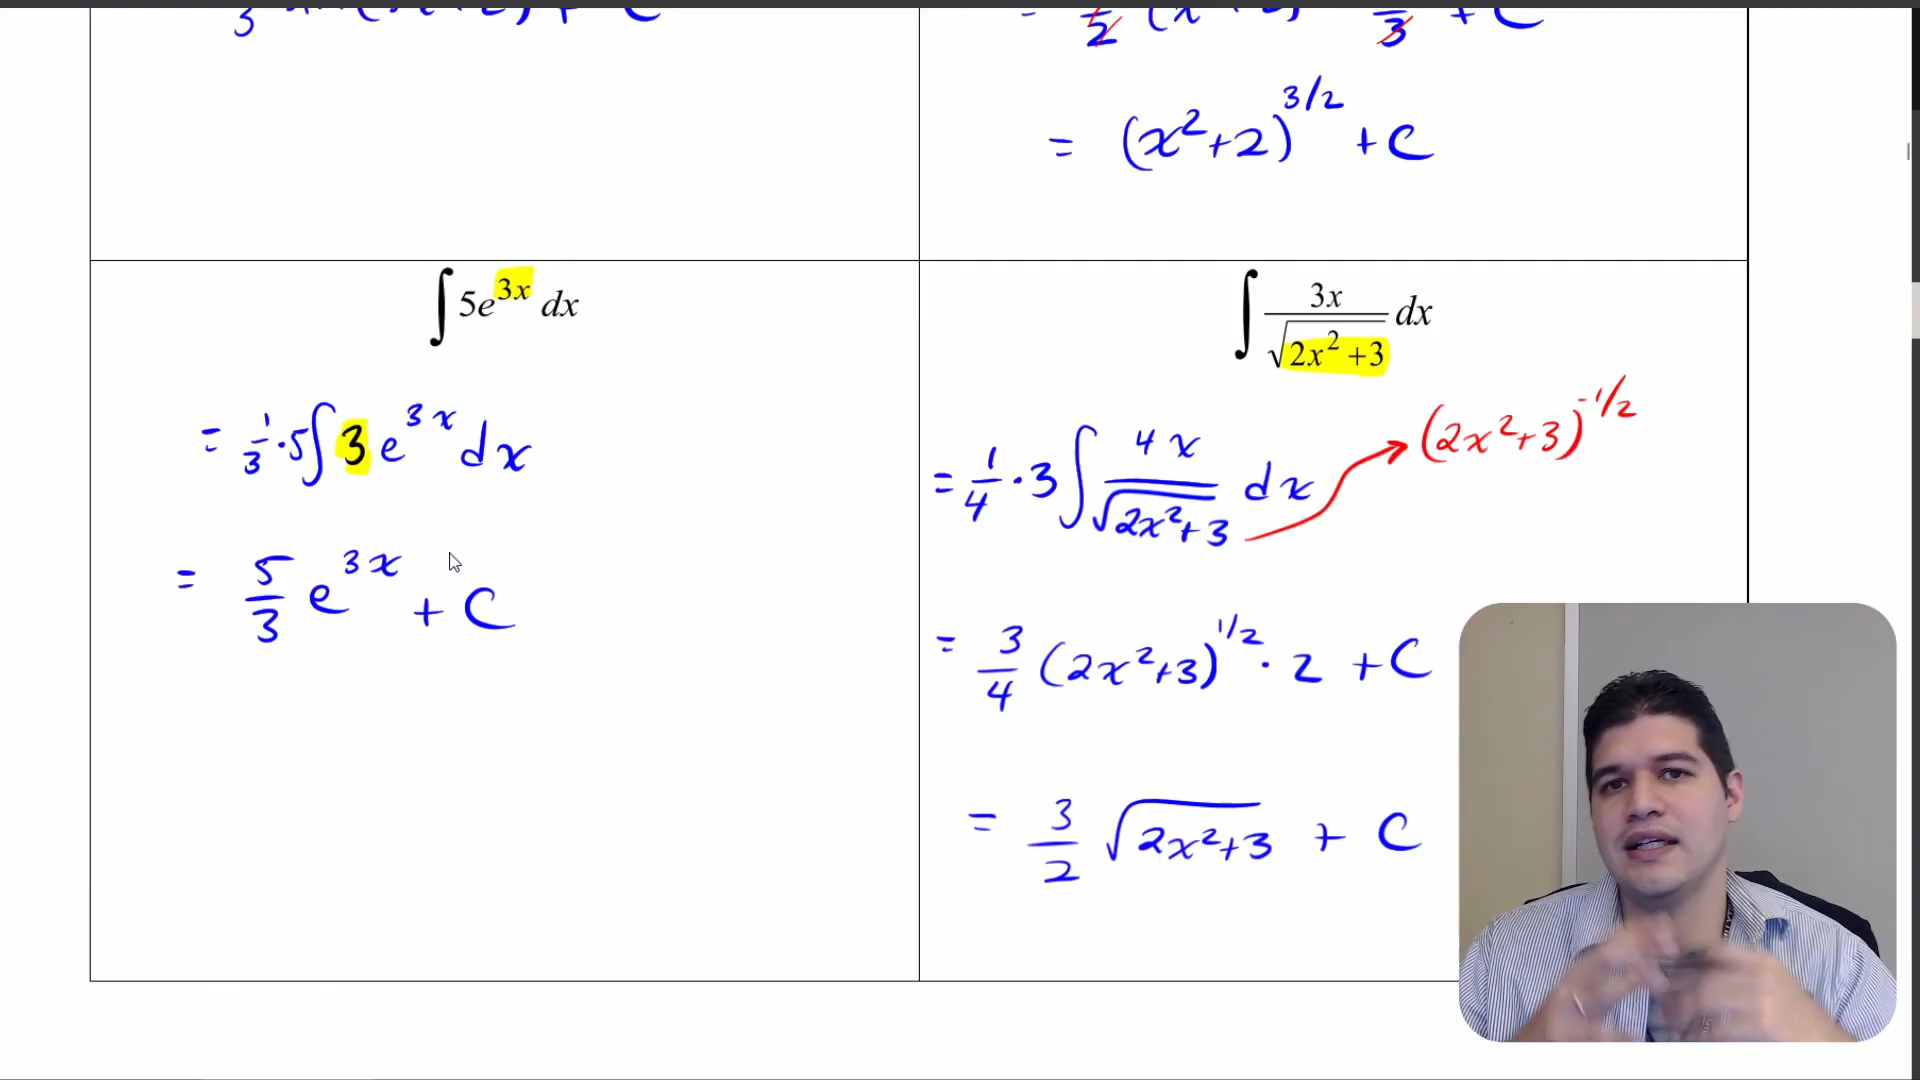 = (x²+2)^{3/2} + C
∫ 5e^{3x} dx
= 1/3 · 5 ∫ 3 e^{3x} dx
= 5/3 e^{3x} + C
∫ 3x/√(2x²+3) dx
(2x²+3)^{-1/2}
= 1/4 · 3 ∫ 4x/√(2x²+3) dx
= 3/4 (2x²+3)^{1/2} · 2 + C
= 3/2 √(2x²+3) + C